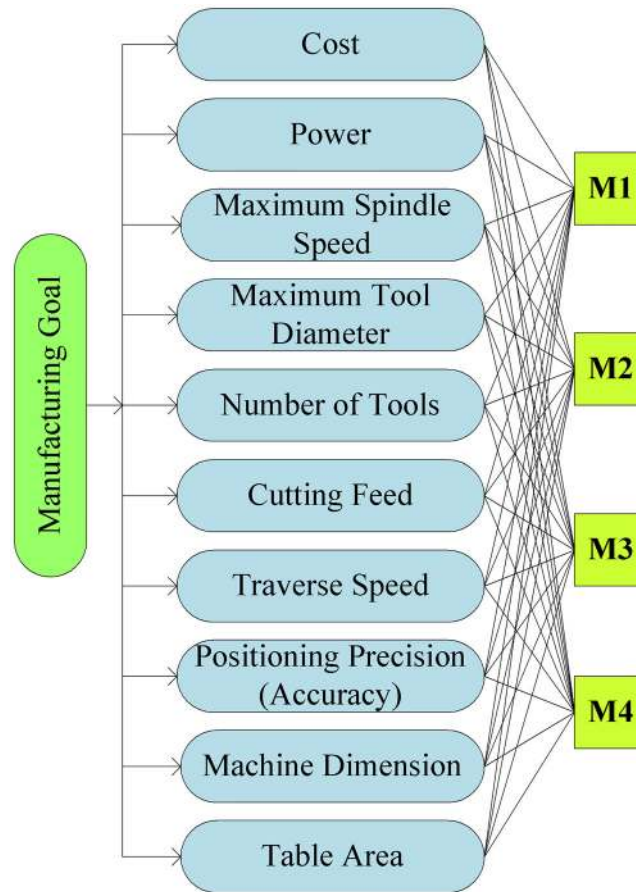 Manufacturing Goal
Cost
Power
Maximum Spindle
Speed
Maximum Tool
Diameter
Number of Tools
Cutting Feed
Traverse Speed
Positioning Precision
(Accuracy)
Machine Dimension
Table Area
M1
M2
M3
M4